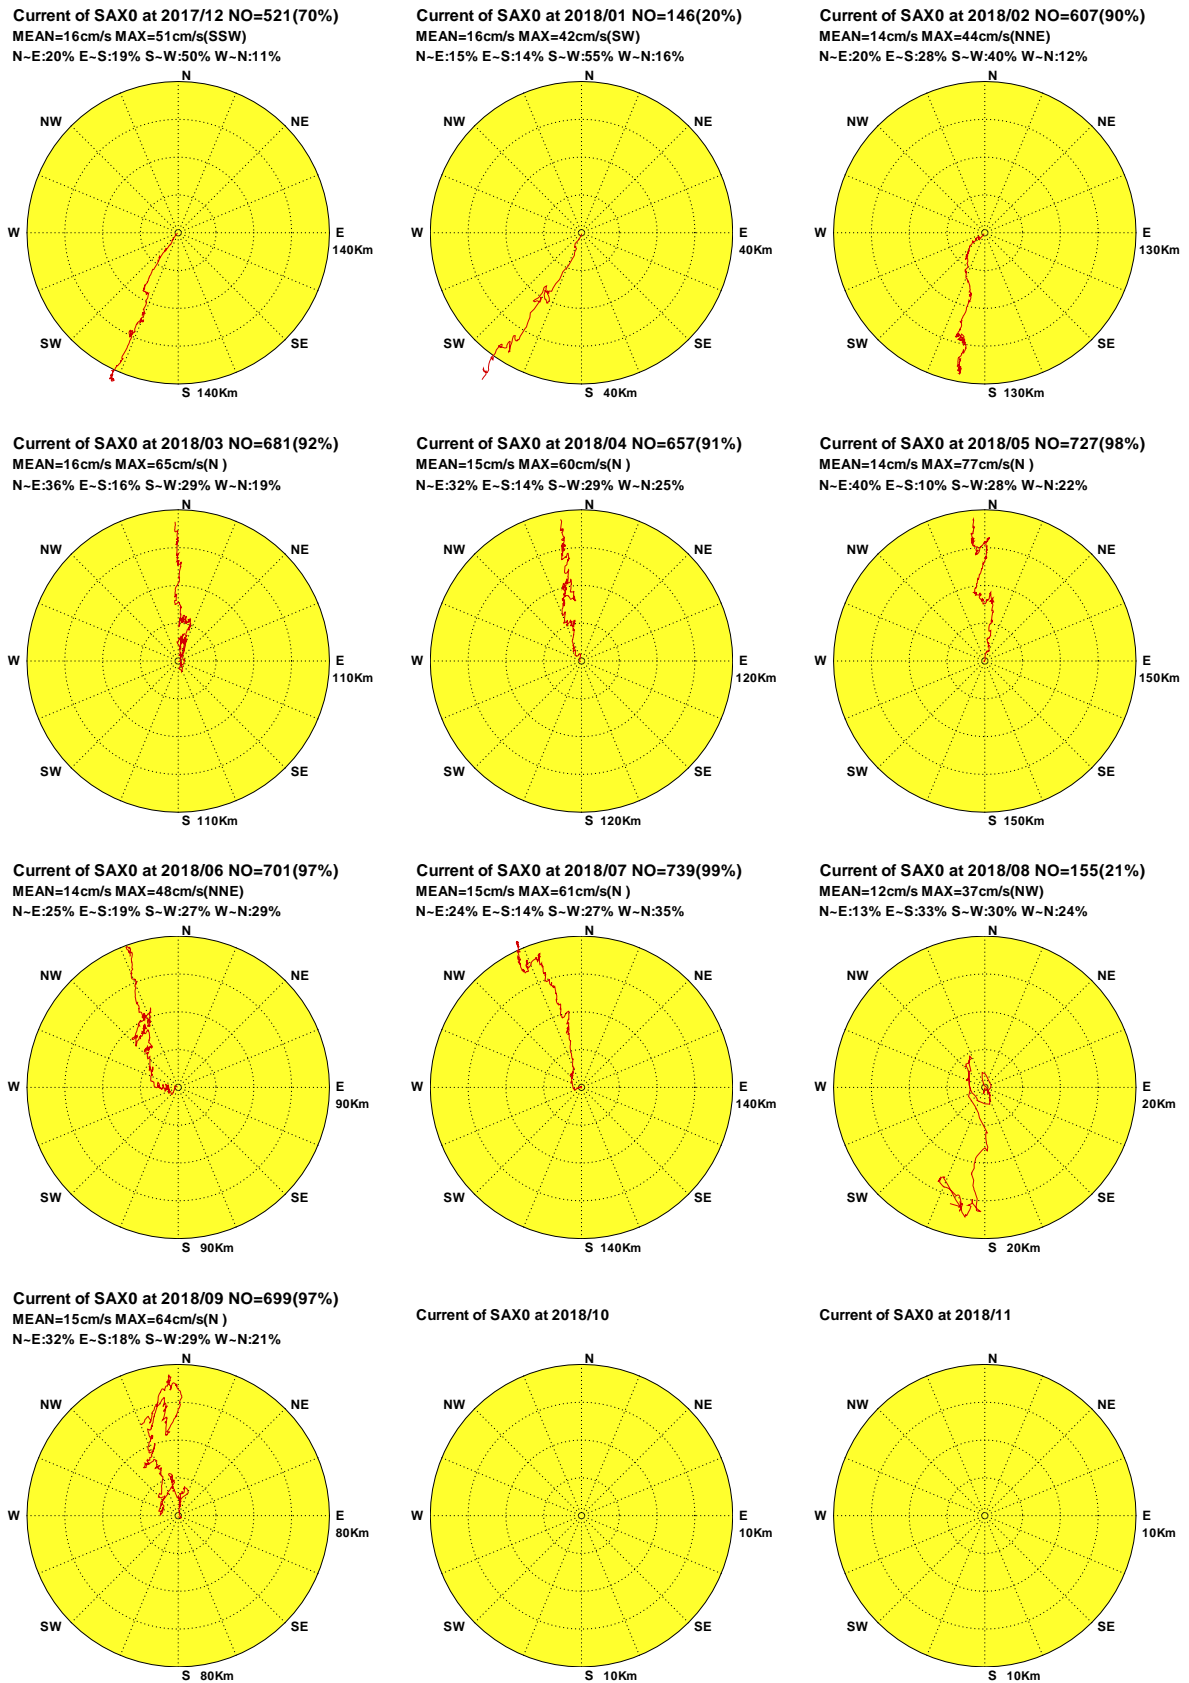 Current of SAX0 at 2017/12 NO=521(70%)
MEAN=16cm/s MAX=51cm/s(SSW)
N~E:20% E~S:19% S~W:50% W~N:11%
N
NW
NE
W
E
140Km
SW
SE
S 140Km
Current of SAX0 at 2018/01 NO=146(20%)
MEAN=16cm/s MAX=42cm/s(SW)
N~E:15% E~S:14% S~W:55% W~N:16%
N
NW
NE
W
E
40Km
SW
SE
S 40Km
Current of SAX0 at 2018/02 NO=607(90%)
MEAN=14cm/s MAX=44cm/s(NNE)
N~E:20% E~S:28% S~W:40% W~N:12%
N
NW
NE
W
E
130Km
SW
SE
S 130Km
Current of SAX0 at 2018/03 NO=681(92%)
MEAN=16cm/s MAX=65cm/s(N )
N~E:36% E~S:16% S~W:29% W~N:19%
N
NW
NE
W
E
110Km
SW
SE
S 110Km
Current of SAX0 at 2018/04 NO=657(91%)
MEAN=15cm/s MAX=60cm/s(N )
N~E:32% E~S:14% S~W:29% W~N:25%
N
NW
NE
W
E
120Km
SW
SE
S 120Km
Current of SAX0 at 2018/05 NO=727(98%)
MEAN=14cm/s MAX=77cm/s(N )
N~E:40% E~S:10% S~W:28% W~N:22%
N
NW
NE
W
E
150Km
SW
SE
S 150Km
Current of SAX0 at 2018/06 NO=701(97%)
MEAN=14cm/s MAX=48cm/s(NNE)
N~E:25% E~S:19% S~W:27% W~N:29%
N
NW
NE
W
E
90Km
SW
SE
S 90Km
Current of SAX0 at 2018/07 NO=739(99%)
MEAN=15cm/s MAX=61cm/s(N )
N~E:24% E~S:14% S~W:27% W~N:35%
N
NW
NE
W
E
140Km
SW
SE
S 140Km
Current of SAX0 at 2018/08 NO=155(21%)
MEAN=12cm/s MAX=37cm/s(NW)
N~E:13% E~S:33% S~W:30% W~N:24%
N
NW
NE
W
E
20Km
SW
SE
S 20Km
Current of SAX0 at 2018/09 NO=699(97%)
MEAN=15cm/s MAX=64cm/s(N )
N~E:32% E~S:18% S~W:29% W~N:21%
N
NW
NE
W
E
80Km
SW
SE
S 80Km
Current of SAX0 at 2018/10
N
NW
NE
W
E
10Km
SW
SE
S 10Km
Current of SAX0 at 2018/11
N
NW
NE
W
E
10Km
SW
SE
S 10Km